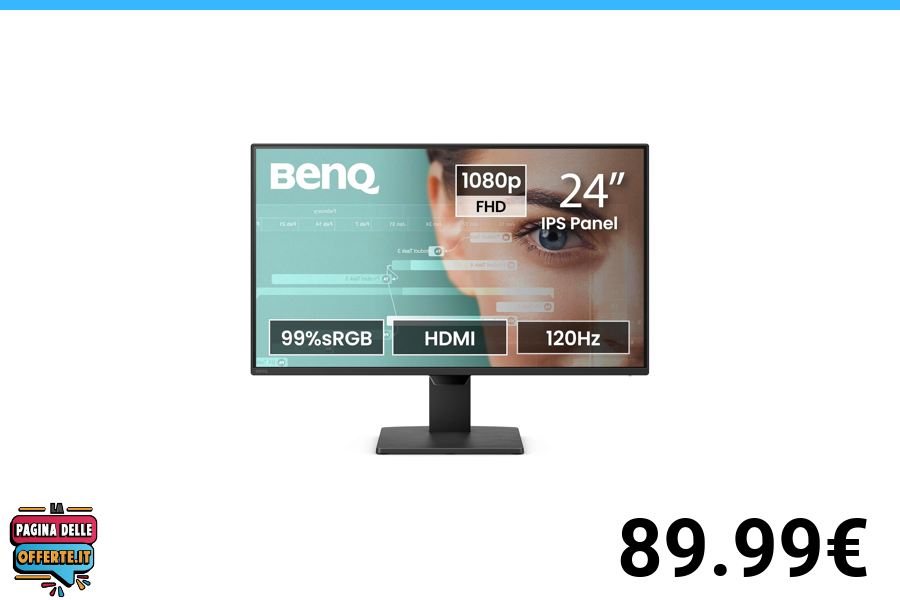 BenQ
1080p
FHD
24”
IPS Panel
99%sRGB
HDMI
120Hz
LA
PAGINA DELLE
OFFERTE.IT
89.99€